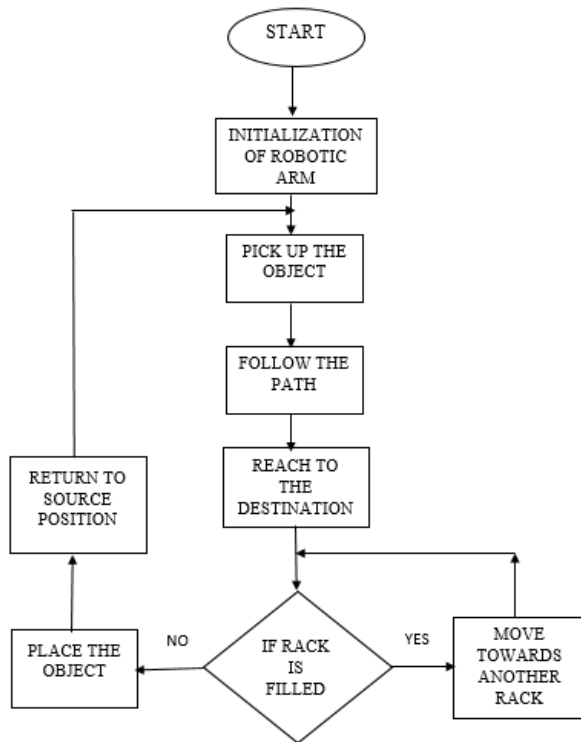 START
INITIALIZATION
OF ROBOTIC
ARM
PICK UP THE
OBJECT
FOLLOW THE
PATH
REACH TO
THE
DESTINATION
RETURN TO
SOURCE
POSITION
PLACE THE
OBJECT
NO
IF RACK
IS
FILLED
YES
MOVE
TOWARDS
ANOTHER
RACK